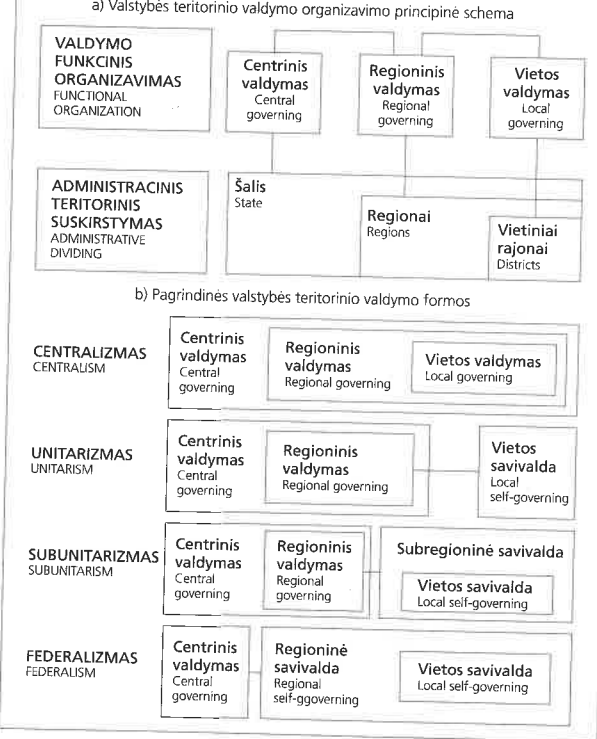 a) Valstybės teritorinio valdymo organizavimo principinė schema
VALDYMO
FUNKCINIS
ORGANIZAVIMAS
FUNCTIONAL
ORGANIZATION
Centrinis
valdymas
Central
governing
Regioninis
valdymas
Regional
governing
Vietos
valdymas
Local
governing
ADMINISTRACINIS
TERITORINIS
SUSKIRSTYMAS
ADMINISTRATIVE
DIVIDING
Šalis
State
Regionai
Regions
Vietiniai
rajonai
Districts
b) Pagrindinės valstybės teritorinio valdymo formos
CENTRALIZMAS
CENTRALISM
Centrinis
valdymas
Central
governing
Regioninis
valdymas
Regional governing
Vietos valdymas
Local governing
UNITARIZMAS
UNITARISM
Centrinis
valdymas
Central
governing
Regioninis
valdymas
Regional governing
Vietos
savivalda
Local
self-governing
SUBUNITARIZMAS
SUBUNITARISM
Centrinis
valdymas
Central
governing
Regioninis
valdymas
Regional
governing
Subregioninė savivalda
Vietos savivalda
Local self-governing
FEDERALIZMAS
FEDERALISM
Centrinis
valdymas
Central
governing
Regioninė
savivalda
Regional
self-ggoverning
Vietos savivalda
Local self-governing